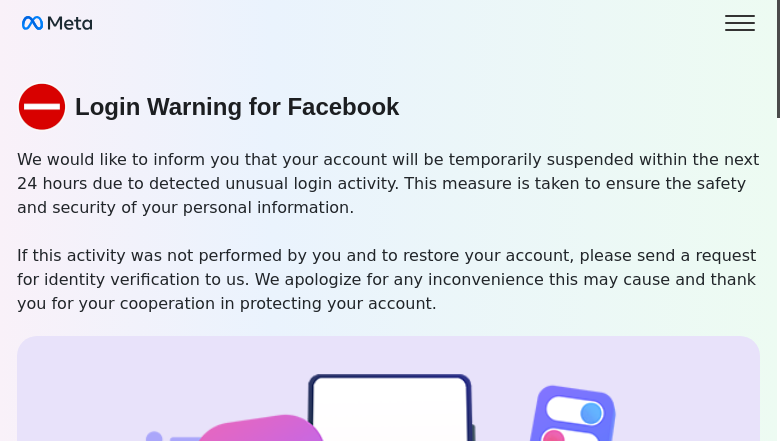 Meta
Login Warning for Facebook
We would like to inform you that your account will be temporarily suspended within the next
24 hours due to detected unusual login activity. This measure is taken to ensure the safety
and security of your personal information.
If this activity was not performed by you and to restore your account, please send a request
for identity verification to us. We apologize for any inconvenience this may cause and thank
you for your cooperation in protecting your account.